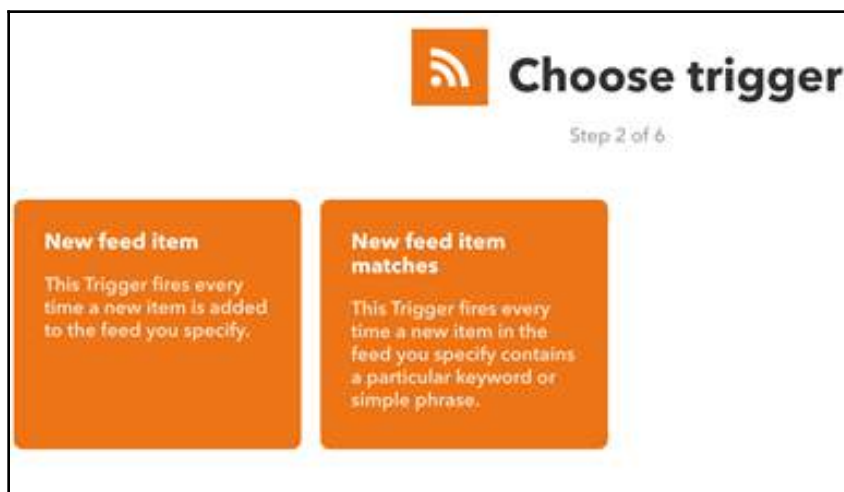 Choose trigger
Step 2 of 6
New feed item
This Trigger fires every
time a new item is added
to the feed you specify.
New feed item
matches
This Trigger fires every
time a new item in the
feed you specify contains
a particular keyword or
simple phrase.